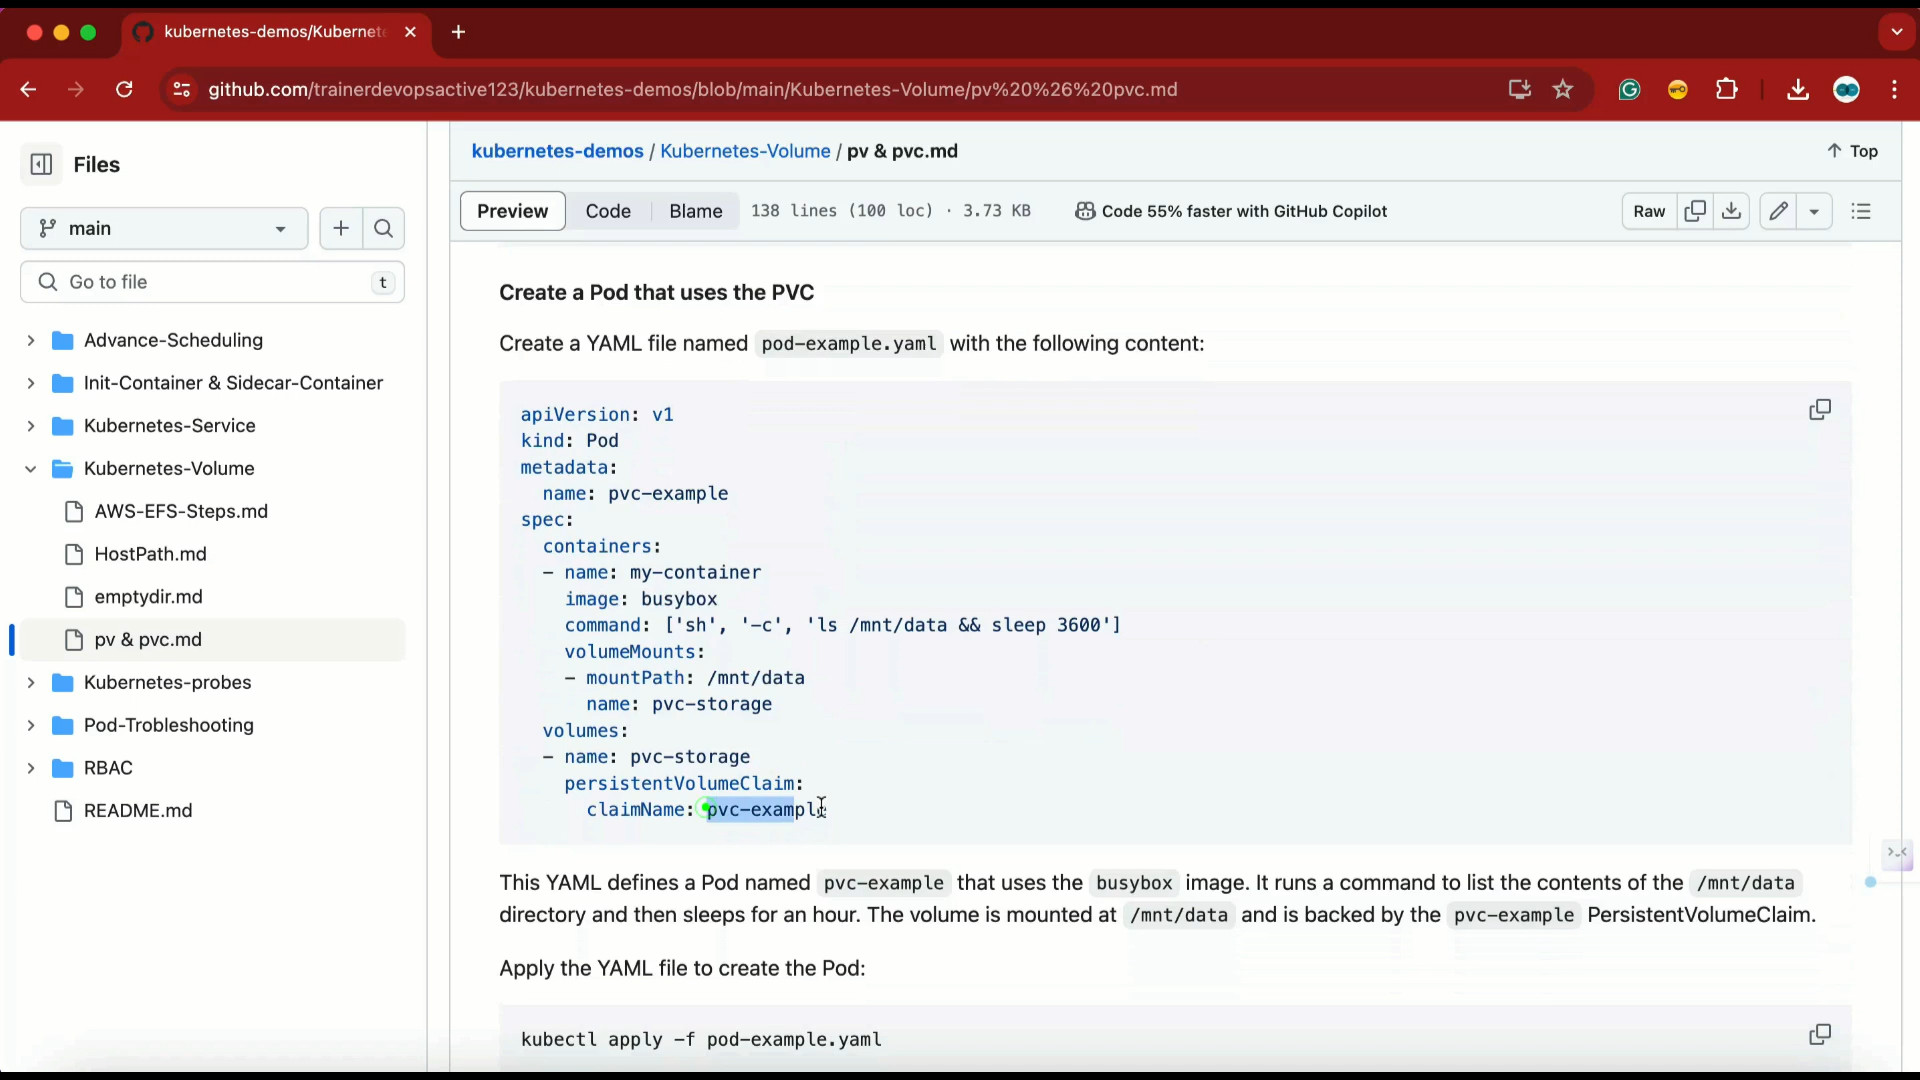 kubernetes-demos/Kubernet
github.com/trainerdevopsactive123/kubernetes-demos/blob/main/Kubernetes-Volume/pv%20%26%20pvc.md
Files
main
Go to file
t
Advance-Scheduling
Init-Container & Sidecar-Container
Kubernetes-Service
Kubernetes-Volume
AWS-EFS-Steps.md
HostPath.md
emptydir.md
pv & pvc.md
Kubernetes-probes
Pod-Trobleshooting
RBAC
README.md
kubernetes-demos / Kubernetes-Volume / pv & pvc.md
Top
Preview Code Blame 138 lines (100 loc) · 3.73 KB Code 55% faster with GitHub Copilot
Raw
Create a Pod that uses the PVC
Create a YAML file named pod-example.yaml with the following content:
apiVersion: v1
kind: Pod
metadata:
  name: pvc-example
spec:
  containers:
  - name: my-container
    image: busybox
    command: ['sh', '-c', 'ls /mnt/data && sleep 3600']
    volumeMounts:
    - mountPath: /mnt/data
      name: pvc-storage
  volumes:
  - name: pvc-storage
    persistentVolumeClaim:
      claimName: pvc-example
This YAML defines a Pod named pvc-example that uses the busybox image. It runs a command to list the contents of the /mnt/data
directory and then sleeps for an hour. The volume is mounted at /mnt/data and is backed by the pvc-example PersistentVolumeClaim.
Apply the YAML file to create the Pod:
kubectl apply -f pod-example.yaml